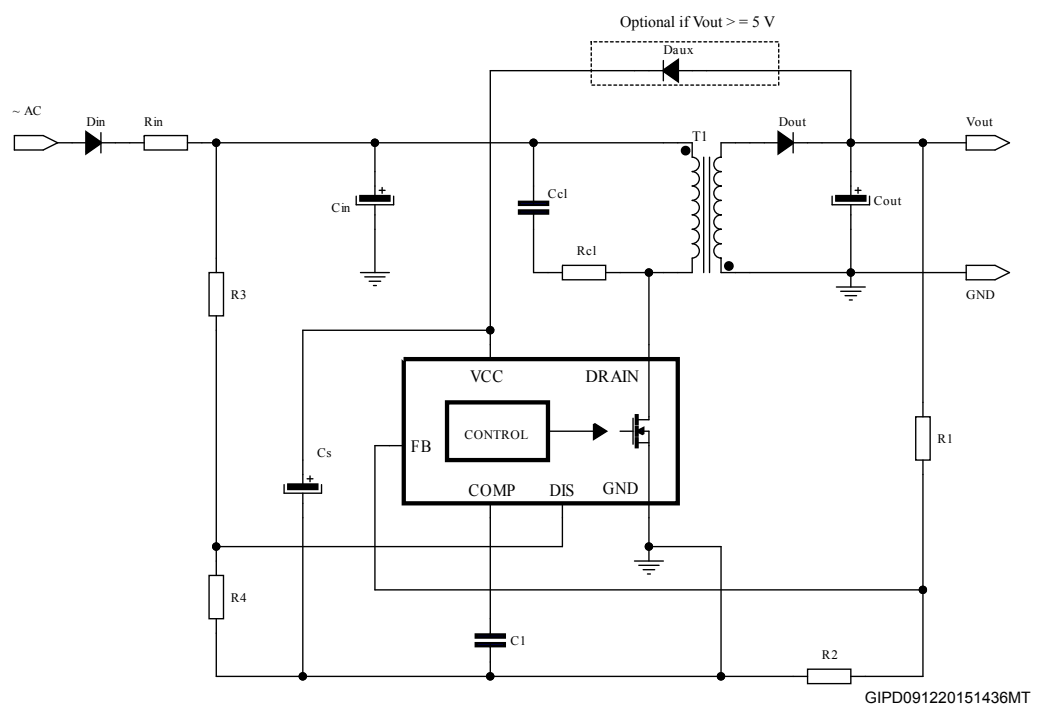 Optional if Vout > = 5 V
Daux
~ AC
Din
Rin
T1
Dout
Vout
Ccl
Cin
Cout
Rcl
R3
GND
VCC
DRAIN
CONTROL
FB
R1
Cs
COMP
DIS
GND
R4
C1
R2
GIPD091220151436MT